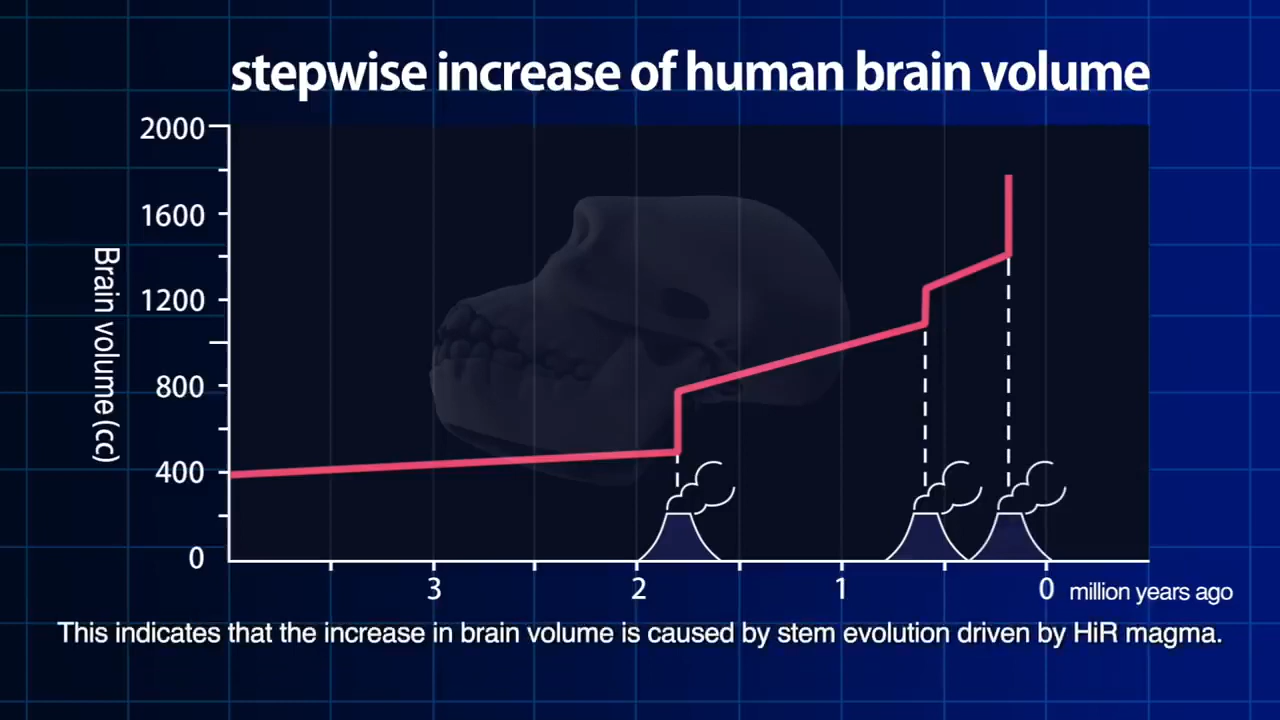 stepwise increase of human brain volume
2000
1600
1200
800
400
0
Brain volume (cc)
3 2 1 0 million years ago
This indicates that the increase in brain volume is caused by stem evolution driven by HiR magma.